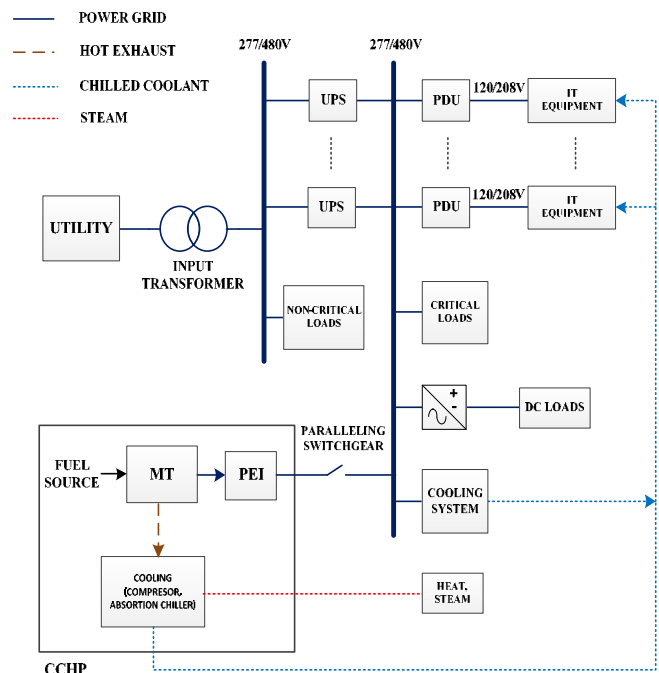 POWER GRID
HOT EXHAUST
CHILLED COOLANT
STEAM
277/480V
277/480V
UPS
PDU
120/208V
IT
EQUIPMENT
UPS
PDU
120/208V
IT
EQUIPMENT
UTILITY
INPUT
TRANSFORMER
NON-CRITICAL
LOADS
CRITICAL
LOADS
+
-
DC LOADS
PARALLELING
SWITCHGEAR
FUEL
SOURCE
MT
PEI
COOLING
SYSTEM
COOLING
(COMPRESOR,
ABSORTION CHILLER)
HEAT,
STEAM
CCHP